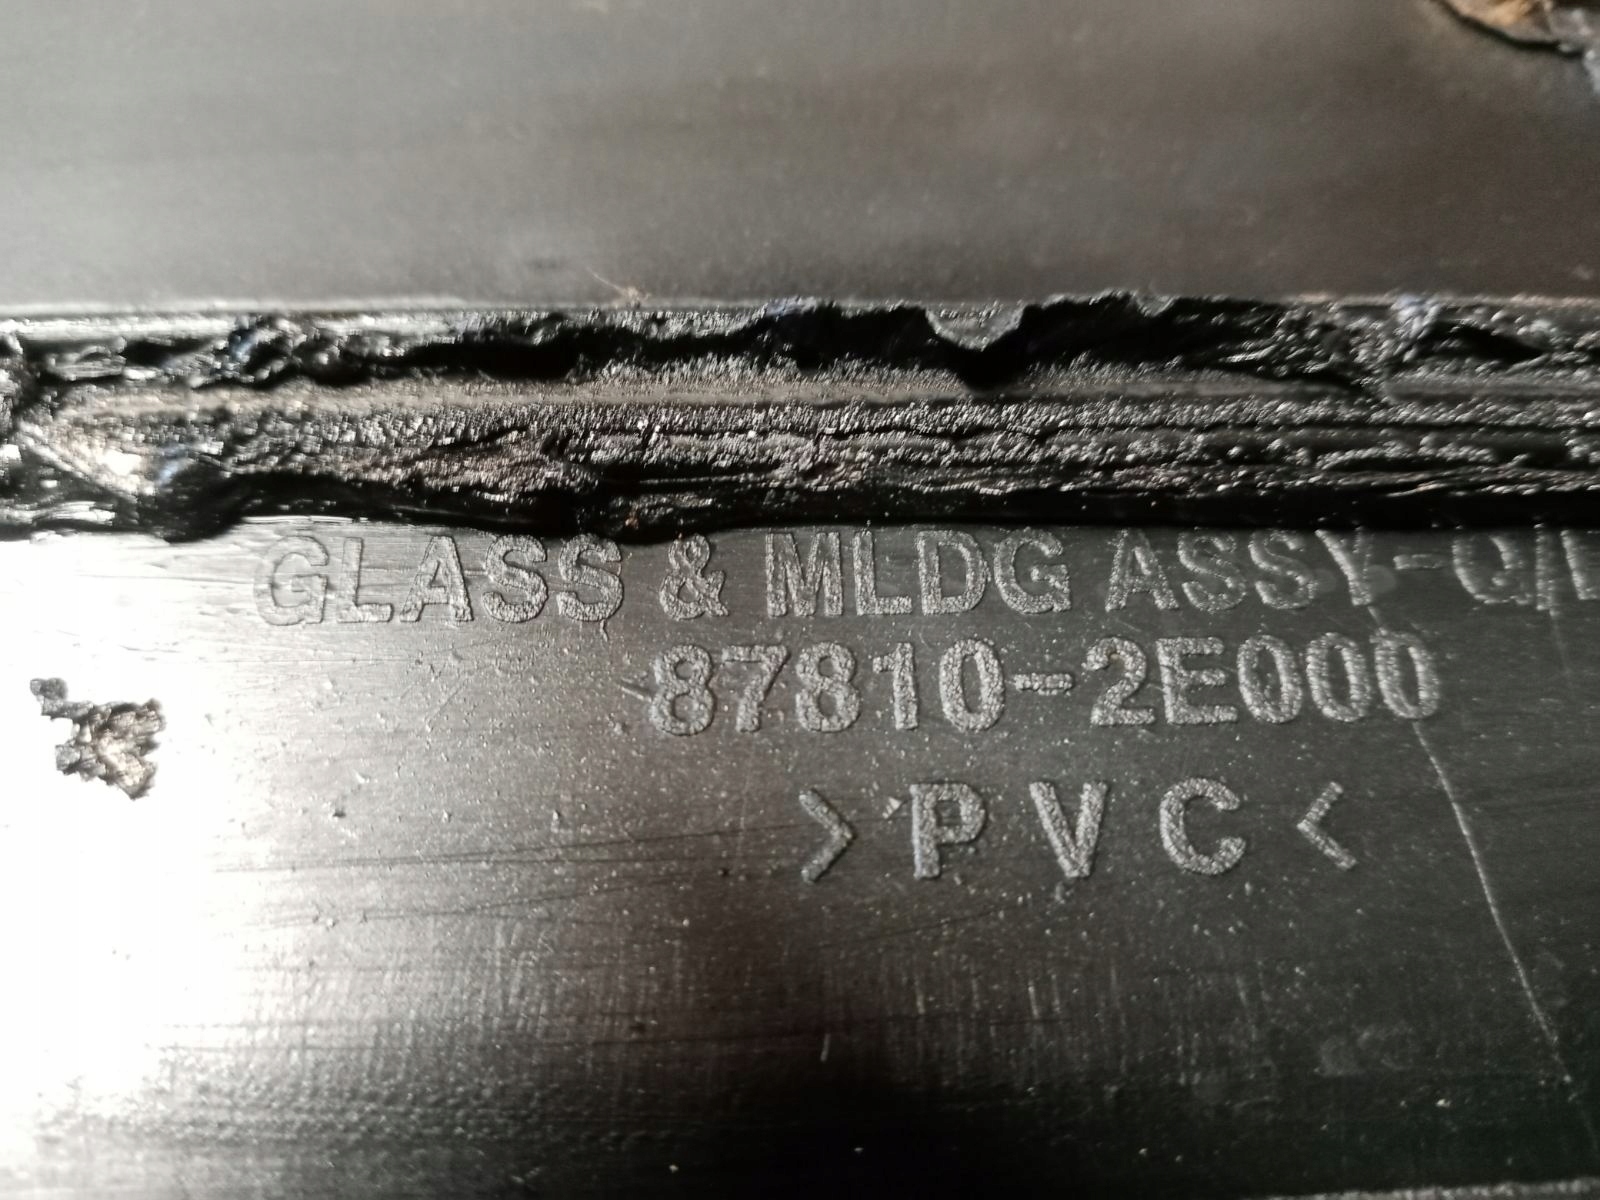 GLASS & MLDG ASSY-Q/L
87810-2E000
>PVC<